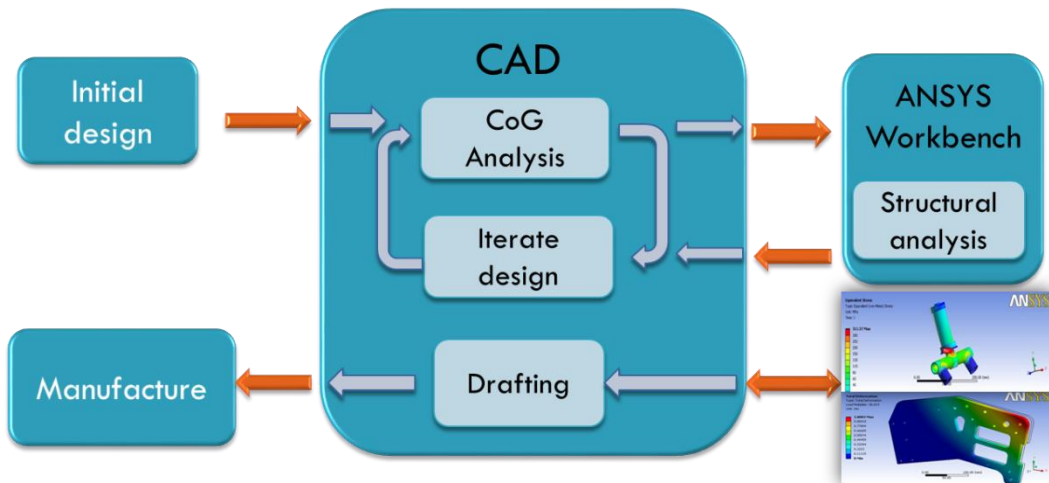 Initial
design
CAD
CoG
Analysis
Iterate
design
Drafting
Manufacture
ANSYS
Workbench
Structural
analysis
ANSYS
ANSYS